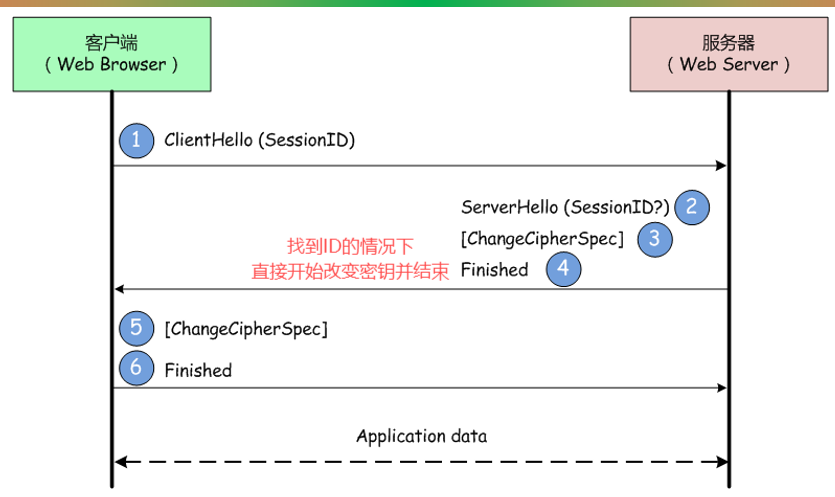 客户端
( Web Browser )
服务器
( Web Server )
1 ClientHello (SessionID)
ServerHello (SessionID?) 2
[ChangeCipherSpec] 3
Finished 4
找到ID的情况下
直接开始改变密钥并结束
5 [ChangeCipherSpec]
6 Finished
Application data